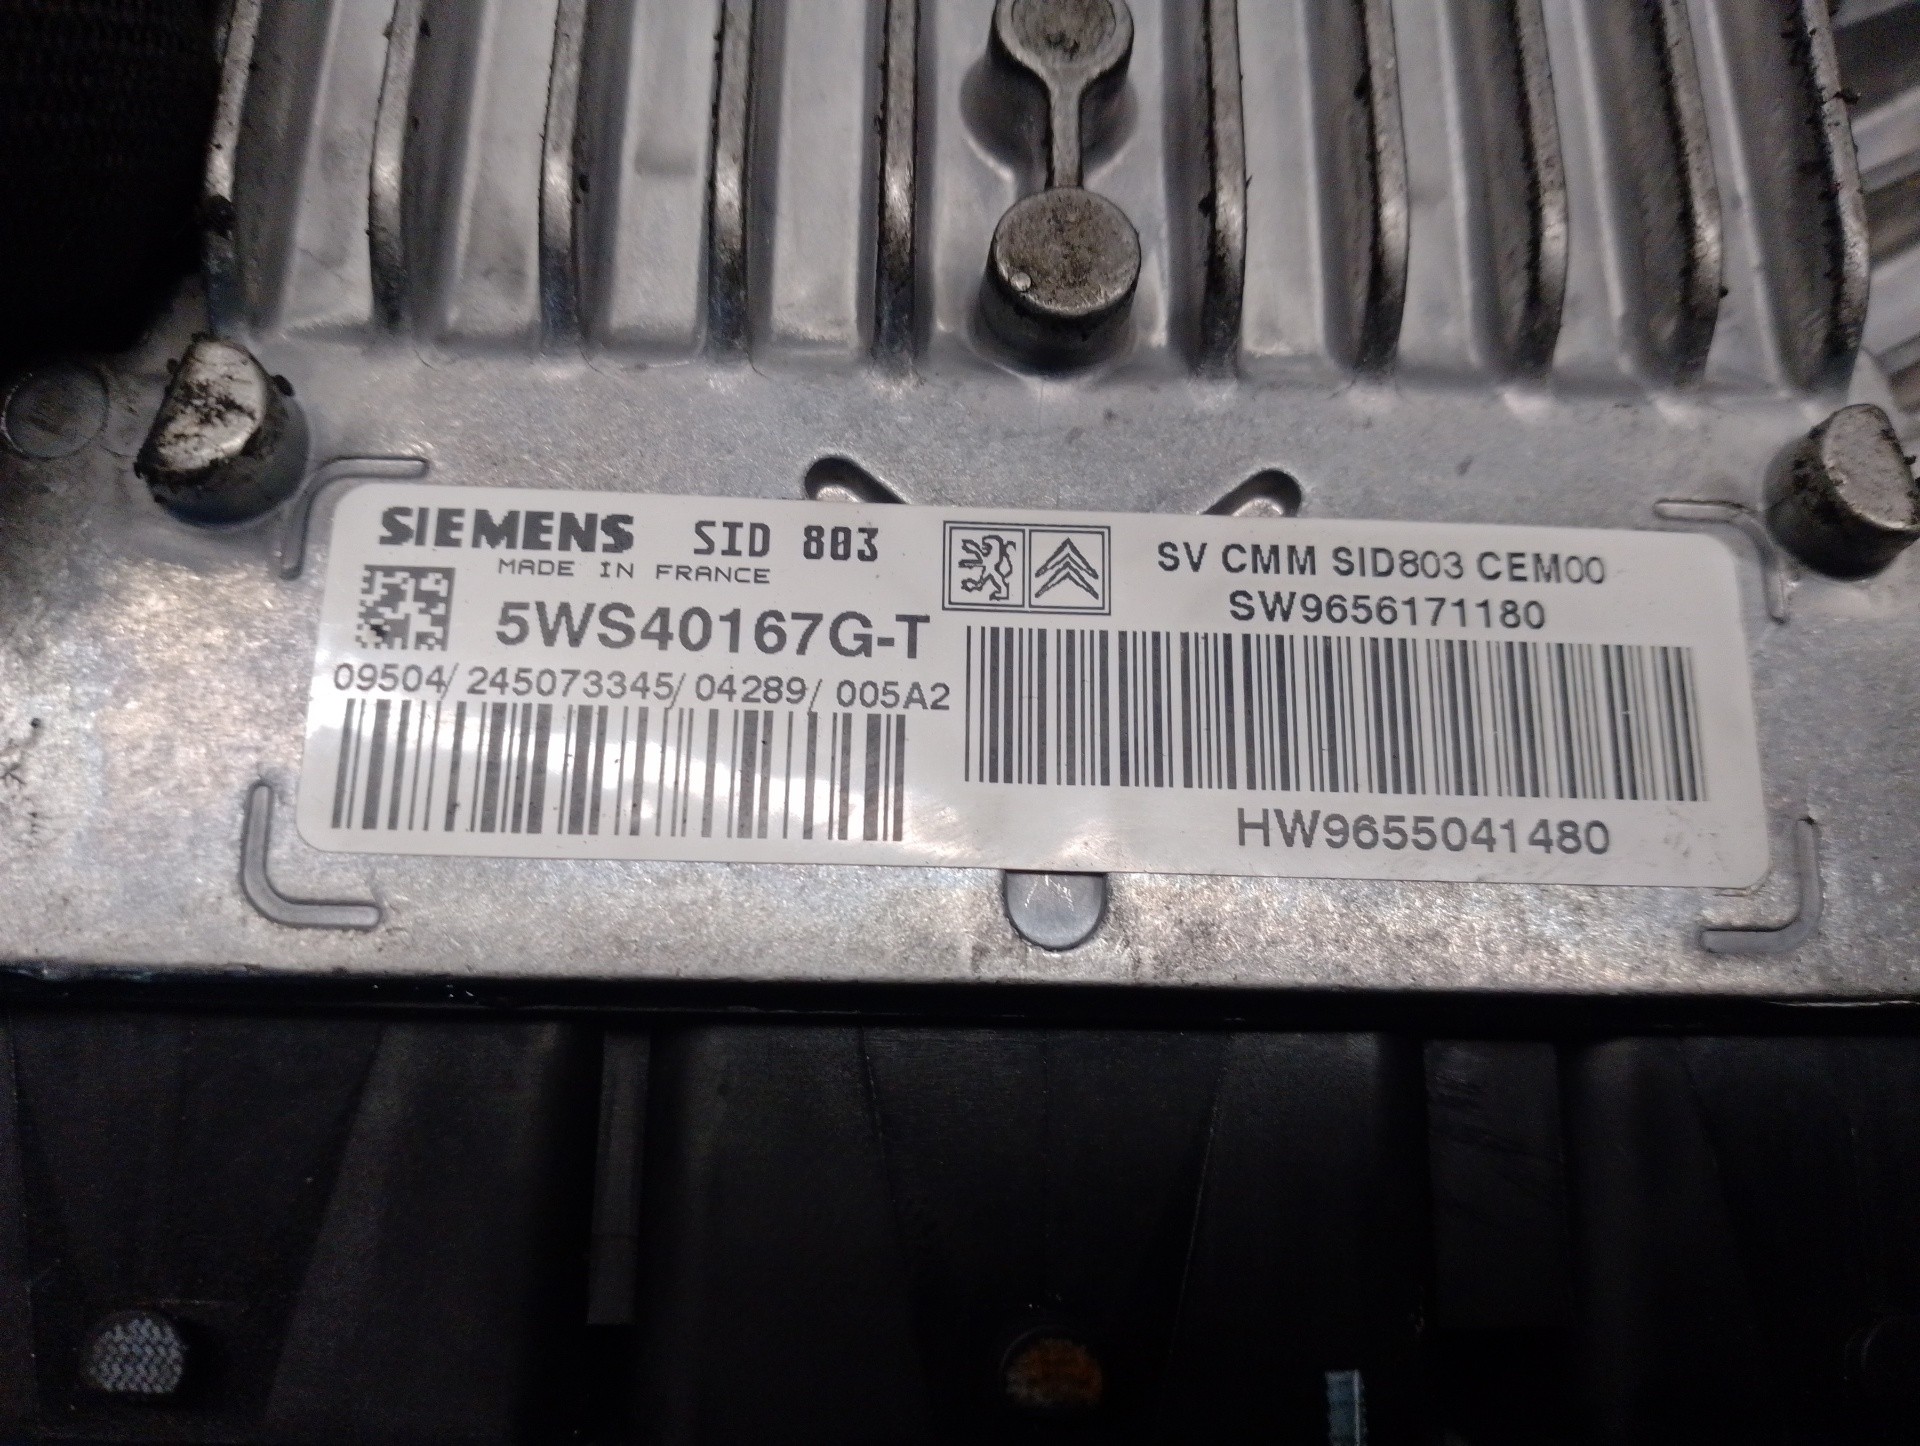 SIEMENS SID 803
MADE IN FRANCE
5WS40167G-T
09504/245073345/04289/005A2
SV CMM SID803 CEM00
SW9656171180
HW9655041480